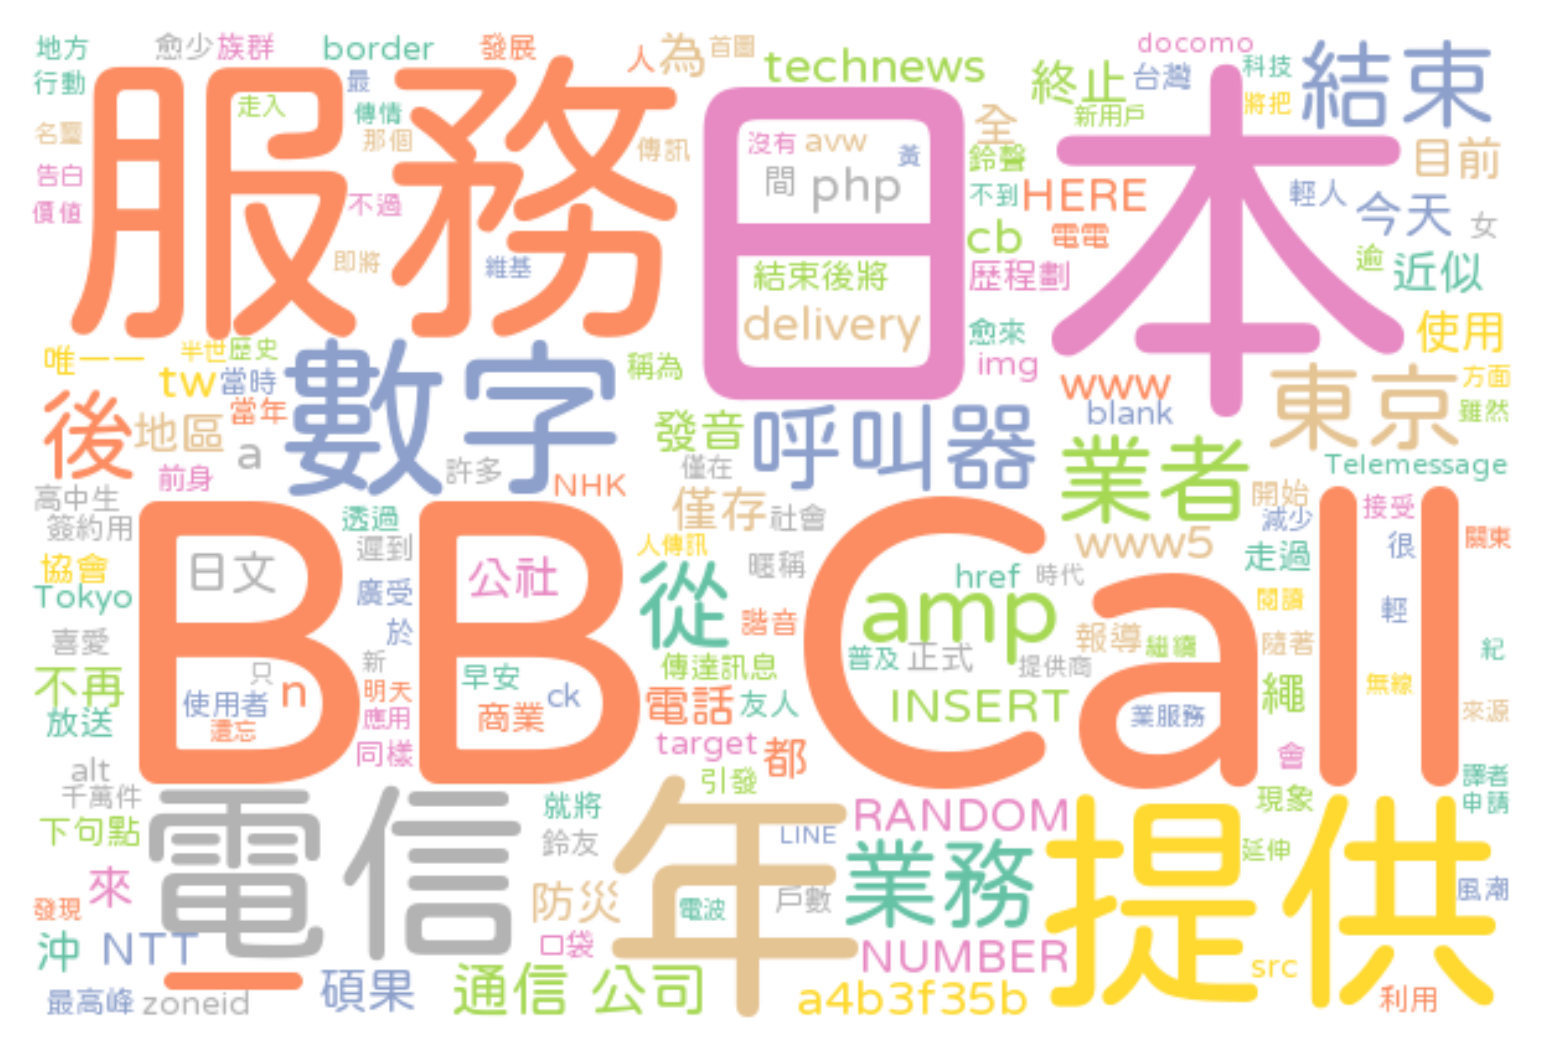 地方
愈少
族群
border
發展
人
為
首圖
technews
docomo
終止
台灣
科技
結束
行動
服務
走入
最
傳情
那個
傳訊
日本
沒有
avw
黃
間
php
全
鈴聲
新用戶
將把
目前
名璽
告白
價值
不過
即將
維基
不到
HERE
輕人
今天
女
cb
電電
歷程劃
逾
近似
結束後將
delivery
愈來
img
使用
唯一一
半世
歷史
tw
當時
當年
數字
稱為
www
blank
東京
方面
雖然
後
地區
a
前身
許多
NHK
發音
僅在
呼叫器
業者
Telemessage
高中生
簽約用
僅存
社會
開始
減少
接受
www5
很
關東
透過
遲到
BBCall
日文
公社
人傳訊
從
暱稱
href
時代
走過
協會
Tokyo
廣受
於
諧音
amp
閱讀
輕
喜愛
新
只
早安
傳達訊息
普及
正式
提供商
報導
繼續
隨著
紀
不再
放送
使用者
n
遺忘
明天
應用
同樣
商業
ck
電話
友人
INSERT
業服務
繩
無線
來源
target
都
會
alt
千萬件
下句點
引發
譯者
申請
電信
就將
鈴友
年
LINE
RANDOM
現象
提供
延伸
來
發現
防災
電波
戶數
業務
風潮
沖
NTT
口袋
NUMBER
src
一
最高峰
zoneid
碩果
通信
公司
a4b3f35b
利用